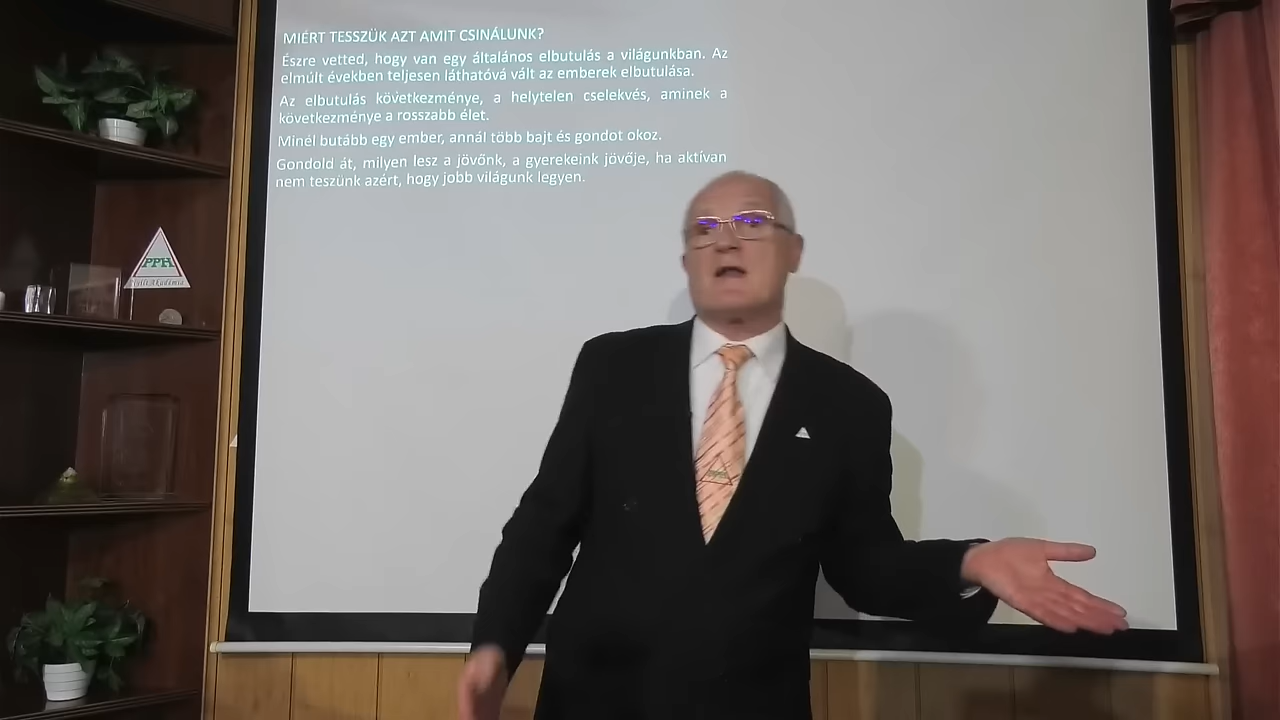 MIÉRT TESSZÜK AZT AMIT CSINÁLUNK?
Észre vetted, hogy van egy általános elbutulás a világunkban. Az
elmúlt években teljesen láthatóvá vált az emberek elbutulása.
Az elbutulás következménye, a helytelen cselekvés, aminek a
következménye a rosszabb élet.
Minél butább egy ember, annál több bajt és gondot okoz.
Gondold át, milyen lesz a jövőnk, a gyerekeink jövője, ha aktívan
nem teszünk azért, hogy jobb világunk legyen.
PPH
Akadémia
PPH